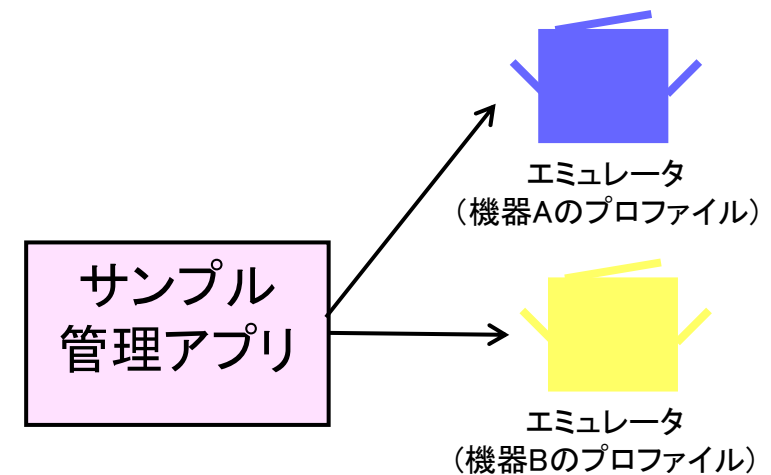 エミュレータ
（機器Aのプロファイル）
サンプル
管理アプリ
エミュレータ
（機器Bのプロファイル）